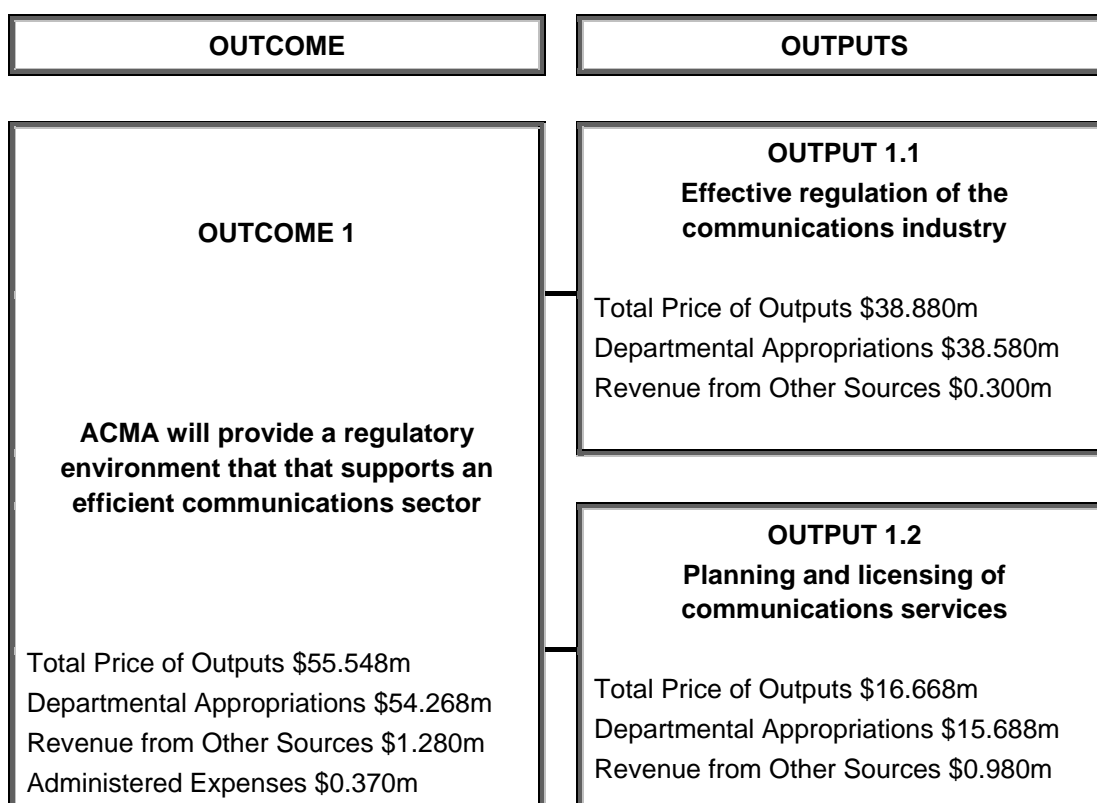 OUTCOME
OUTPUTS
OUTCOME 1
ACMA will provide a regulatory
environment that that supports an
efficient communications sector
Total Price of Outputs $55.548m
Departmental Appropriations $54.268m
Revenue from Other Sources $1.280m
Administered Expenses $0.370m
OUTPUT 1.1
Effective regulation of the
communications industry
Total Price of Outputs $38.880m
Departmental Appropriations $38.580m
Revenue from Other Sources $0.300m
OUTPUT 1.2
Planning and licensing of
communications services
Total Price of Outputs $16.668m
Departmental Appropriations $15.688m
Revenue from Other Sources $0.980m